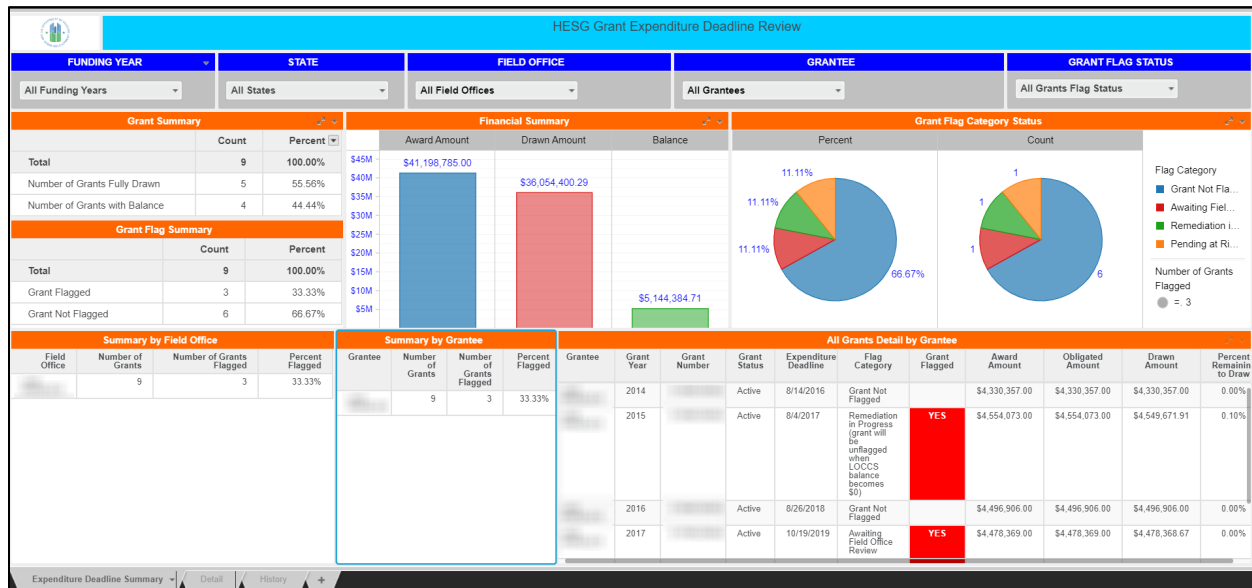 HESG Grant Expenditure Deadline Review
FUNDING YEAR STATE FIELD OFFICE GRANTEE GRANT FLAG STATUS
All Funding Years All States All Field Offices All Grantees All Grants Flag Status
Grant Summary
Count Percent
Total 9 100.00%
Number of Grants Fully Drawn 5 55.56%
Number of Grants with Balance 4 44.44%
Grant Flag Summary
Count Percent
Total 9 100.00%
Grant Flagged 3 33.33%
Grant Not Flagged 6 66.67%
Financial Summary
Award Amount Drawn Amount Balance
$45M
$40M
$35M
$30M
$25M
$20M
$15M
$10M
$5M
$41,198,785.00
$36,054,400.29
$5,144,384.71
Grant Flag Category Status
Percent Count
11.11%
11.11%
11.11%
66.67%
1
1
1
6
Flag Category
Grant Not Fla...
Awaiting Fiel...
Remediation i...
Pending at Ri...
Number of Grants
Flagged
= 3
Summary by Field Office
Field Office Number of Grants Number of Grants Flagged Percent Flagged
9 3 33.33%
Summary by Grantee
Grantee Number of Grants Number of Grants Flagged Percent Flagged
9 3 33.33%
All Grants Detail by Grantee
Grantee Grant Year Grant Number Grant Status Expenditure Deadline Flag Category Grant Flagged Award Amount Obligated Amount Drawn Amount Percent Remainin to Draw
2014 Active 8/14/2016 Grant Not Flagged $4,330,357.00 $4,330,357.00 $4,330,357.00 0.00%
2015 Active 8/4/2017 Remediation in Progress (grant will be unflagged when LOCCS balance becomes $0) YES $4,554,073.00 $4,554,073.00 $4,549,671.91 0.10%
2016 Active 8/26/2018 Grant Not Flagged $4,496,906.00 $4,496,906.00 $4,496,906.00 0.00%
2017 Active 10/19/2019 Awaiting Field Office Review YES $4,478,369.00 $4,478,369.00 $4,478,368.67 0.00%
Expenditure Deadline Summary Detail History +